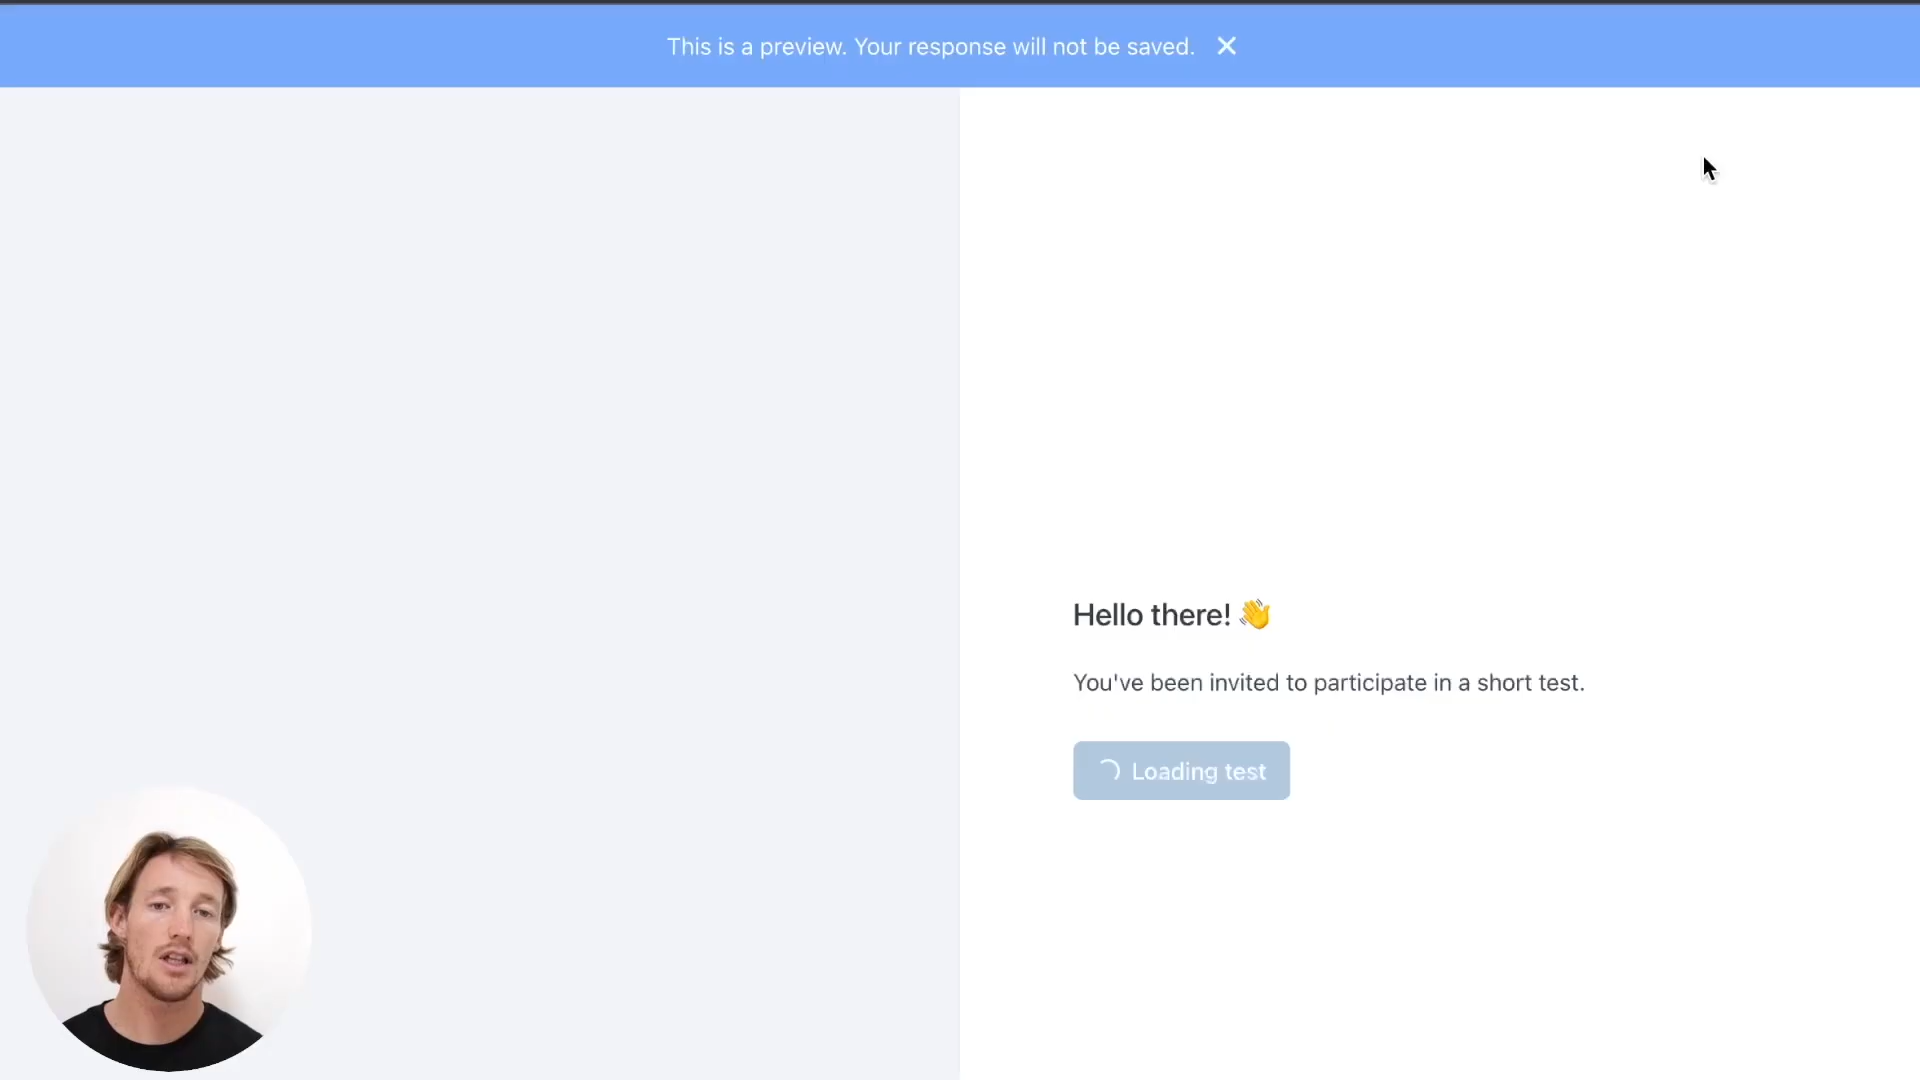 This is a preview. Your response will not be saved.
Hello there! 👋
You've been invited to participate in a short test.
Loading test